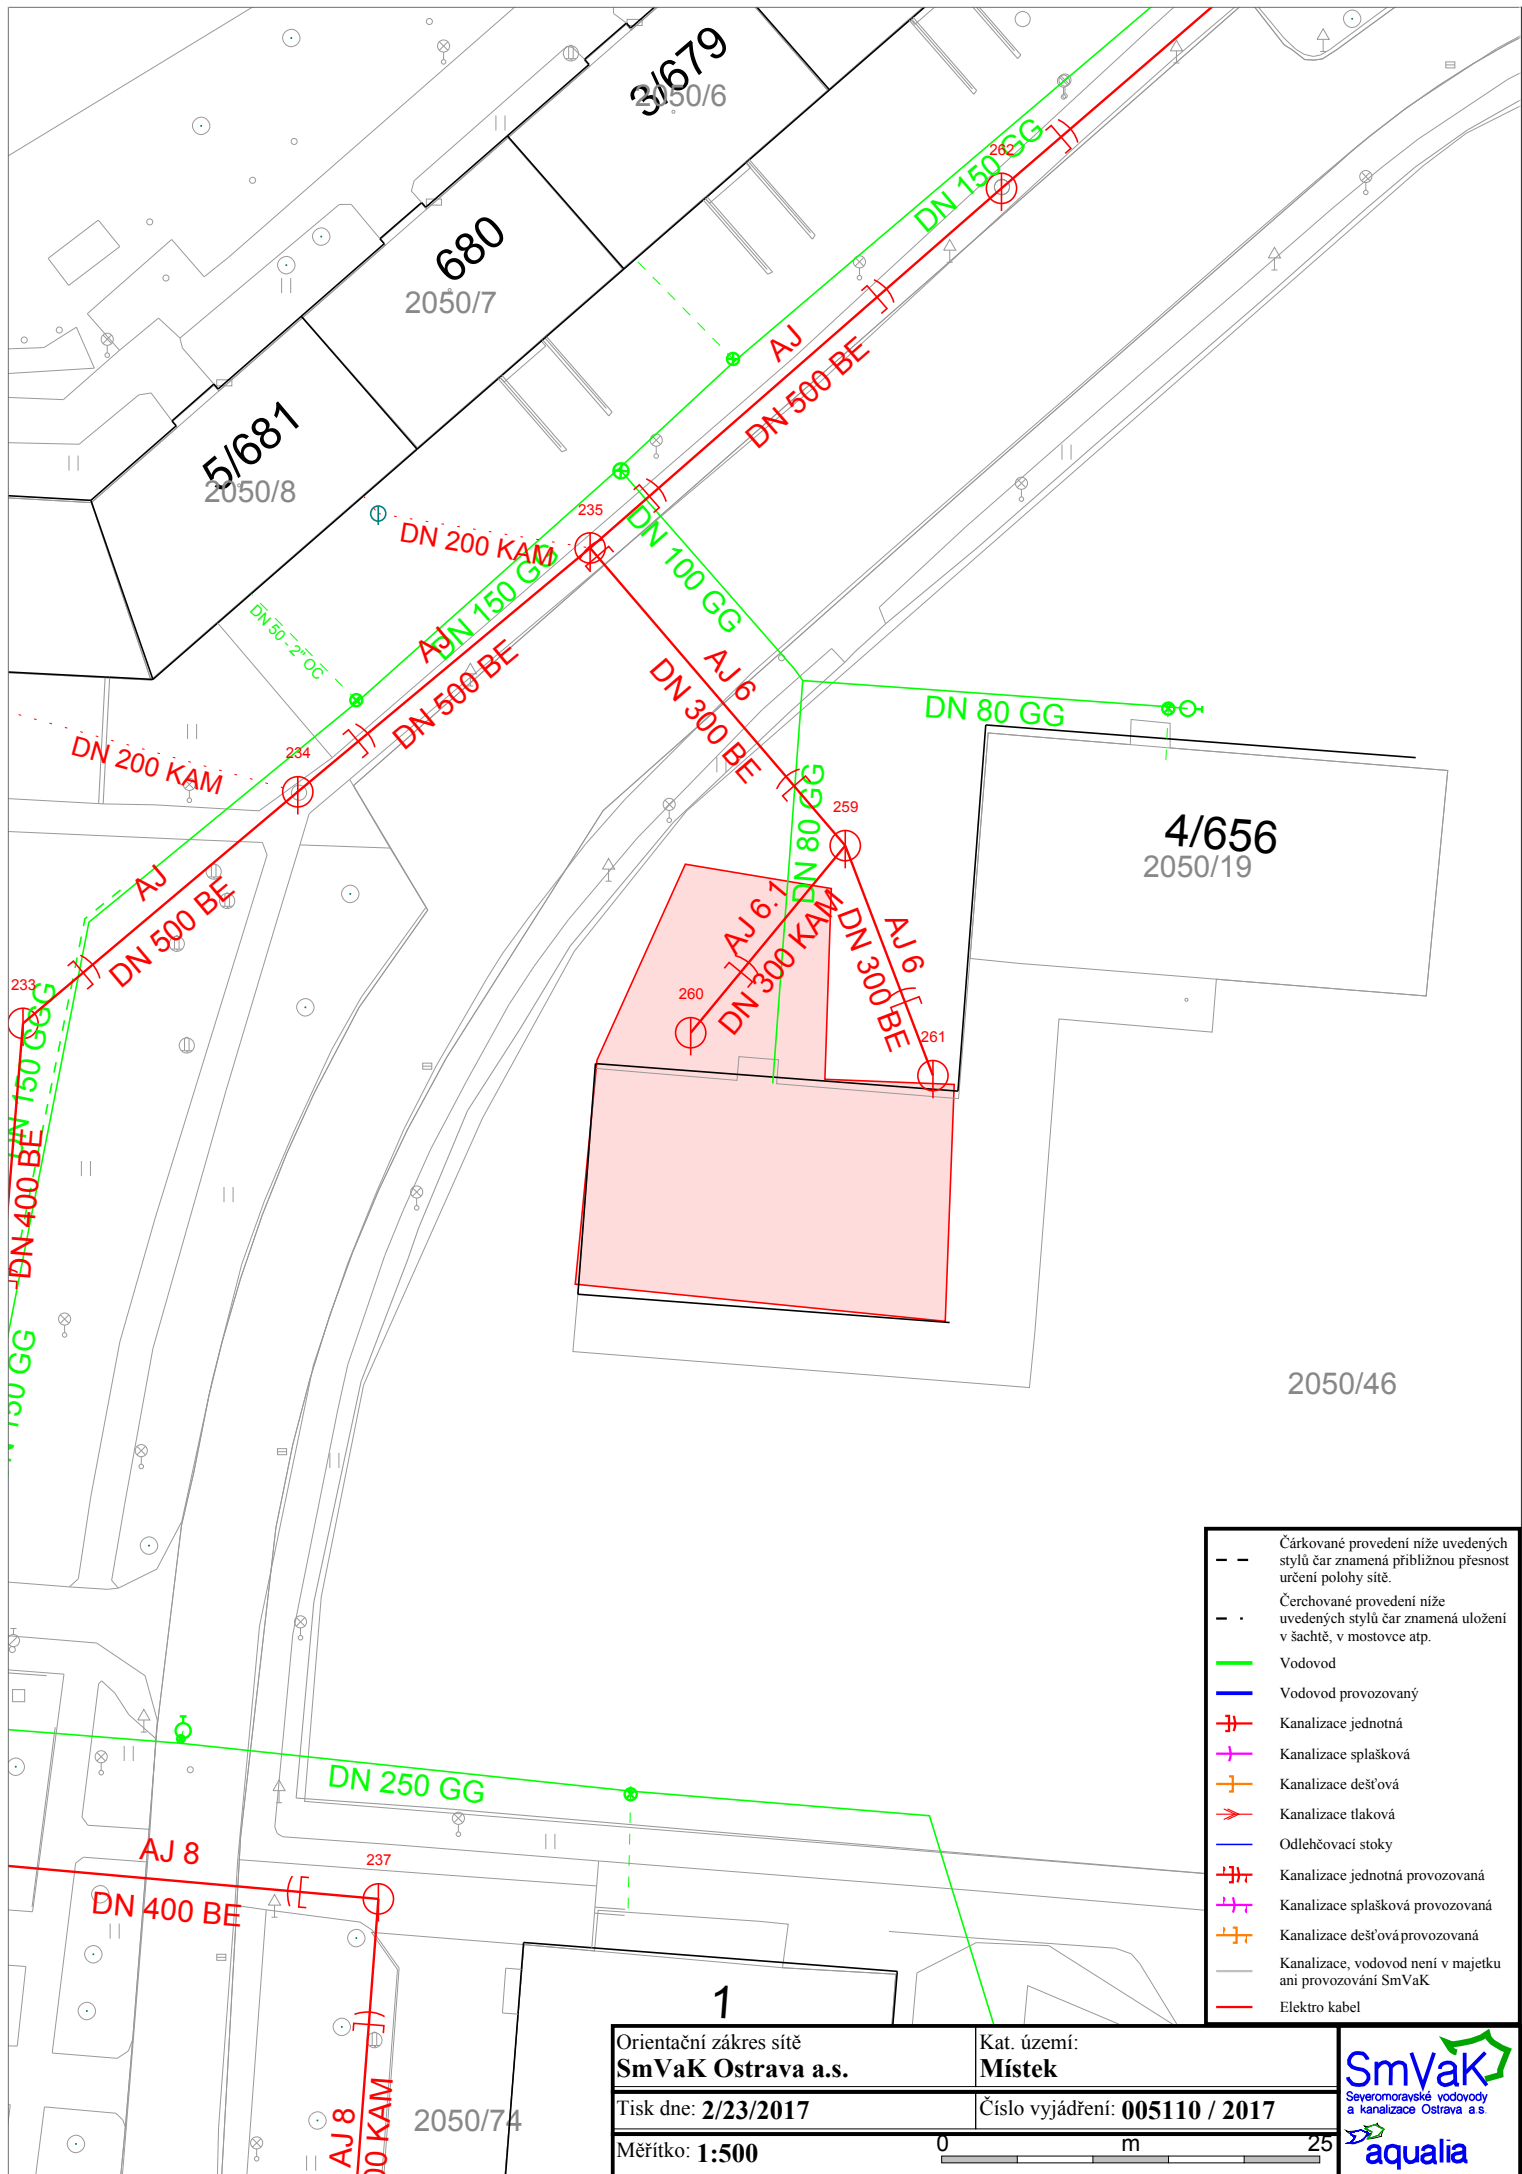 3/679
2050/6
262
DN 150 GG
680
2050/7
AJ
DN 500 BE
5/681
2050/8
235
DN 200 KAM
DN 150 GG
DN 100 GG
DN 50 - 2" OC
AJ
DN 500 BE
AJ 6
DN 300 BE
DN 80 GG
DN 200 KAM
234
DN 80 GG
259
4/656
2050/19
AJ
DN 500 BE
AJ 6.1
DN 300 KAM
AJ 6
DN 300 BE
233
260
261
DN 150 GG
DN 400 BE
150 GG
2050/46
DN 250 GG
AJ 8
237
DN 400 BE
1
AJ 8
00 KAM
2050/74
Čárkované provedení níže uvedených
stylů čar znamená přibližnou přesnost
určení polohy sítě.
Čerchované provedení níže
uvedených stylů čar znamená uložení
v šachtě, v mostovce atp.
Vodovod
Vodovod provozovaný
Kanalizace jednotná
Kanalizace splašková
Kanalizace dešťová
Kanalizace tlaková
Odlehčovací stoky
Kanalizace jednotná provozovaná
Kanalizace splašková provozovaná
Kanalizace dešťová provozovaná
Kanalizace, vodovod není v majetku
ani provozování SmVaK
Elektro kabel
Orientační zákres sítě
SmVaK Ostrava a.s.
Kat. území:
Místek
Tisk dne: 2/23/2017
Číslo vyjádření: 005110 / 2017
Měřítko: 1:500
0 m 25
SmVaK
Severomoravské vodovody
a kanalizace Ostrava a.s.
aqualia